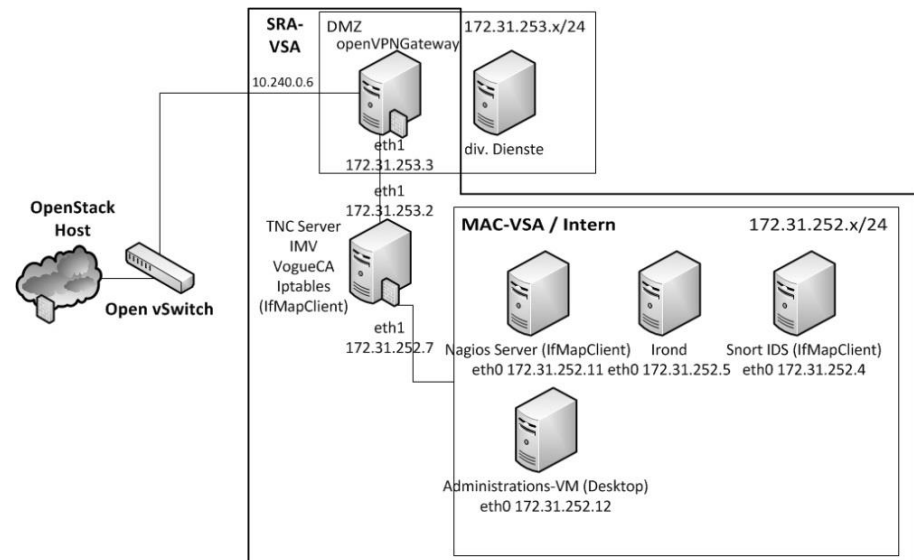 SRA-
VSA
DMZ
172.31.253.x/24
openVPNGateway
10.240.0.6
eth1
172.31.253.3
div. Dienste
eth1
172.31.253.2
OpenStack
Host
Open vSwitch
TNC Server
IMV
VogueCA
Iptables
(IfMapClient)
eth1
172.31.252.7
MAC-VSA / Intern
172.31.252.x/24
Nagios Server (IfMapClient)
eth0 172.31.252.11
Irond
eth0 172.31.252.5
Snort IDS (IfMapClient)
eth0 172.31.252.4
Administrations-VM (Desktop)
eth0 172.31.252.12